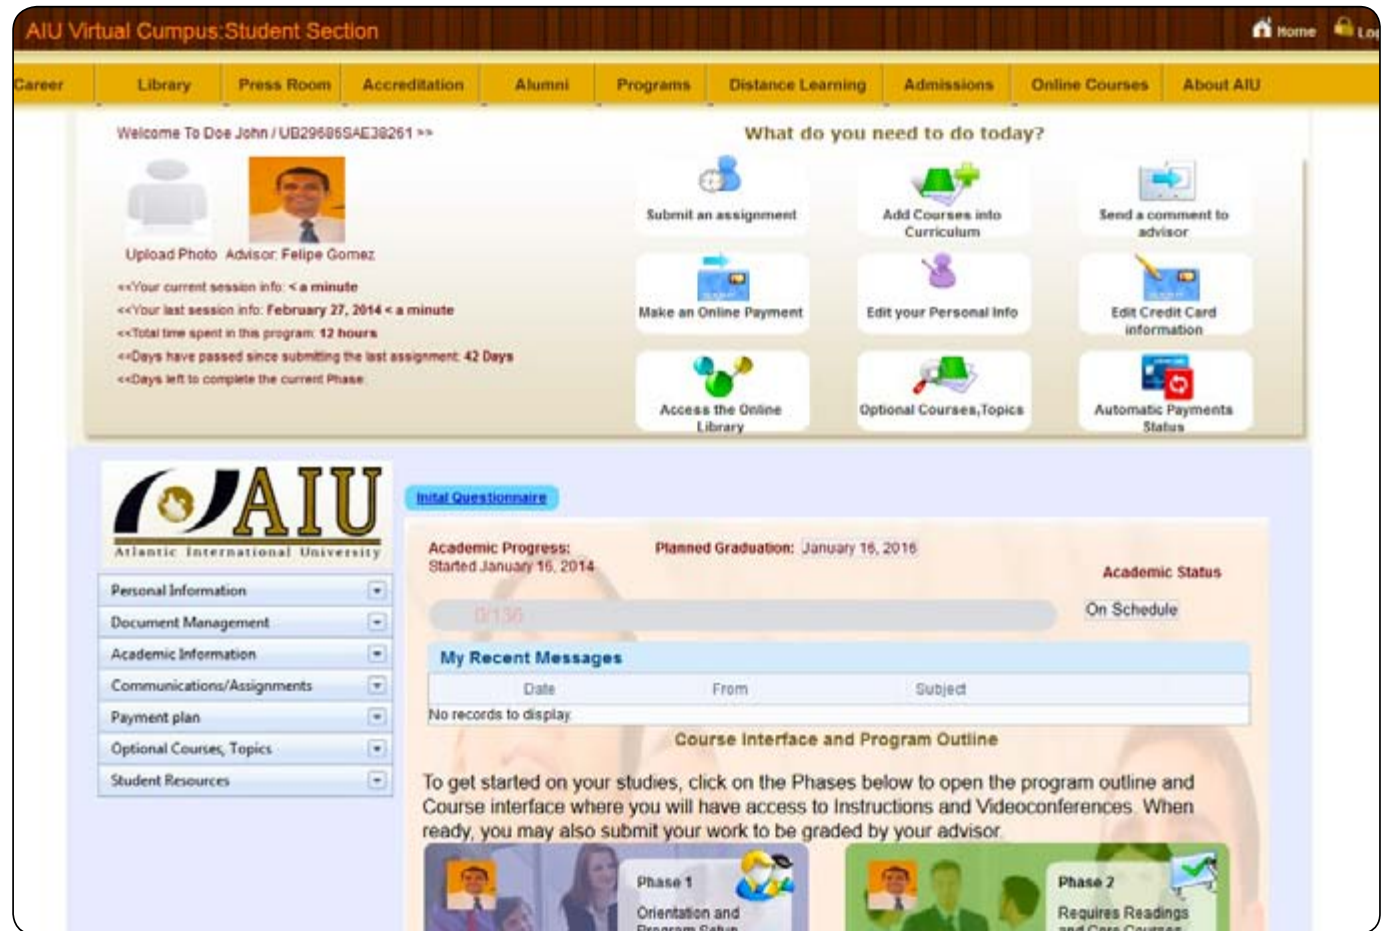 AIU Virtual Cumpus:Student Section
Home
Career Library Press Room Accreditation Alumni Programs Distance Learning Admissions Online Courses About AIU
Welcome To Doe John / UB29686SAE38261 >>
Upload Photo Advisor: Felipe Gomez
<<Your current session info: < a minute
<<Your last session info: February 27, 2014 < a minute
<<Total time spent in this program: 12 hours
<<Days have passed since submitting the last assignment: 42 Days
<<Days left to complete the current Phase:
What do you need to do today?
Submit an assignment
Add Courses into
Curriculum
Send a comment to
advisor
Make an Online Payment
Edit your Personal Info
Edit Credit Card
information
Access the Online
Library
Optional Courses,Topics
Automatic Payments
Status
AIU
Atlantic International University
Personal Information
Document Management
Academic Information
Communications/Assignments
Payment plan
Optional Courses, Topics
Student Resources
Inital Questionnaire
Academic Progress:
Started January 16, 2014
Planned Graduation: January 16, 2016
Academic Status
On Schedule
0/136
My Recent Messages
Date From Subject
No records to display.
Course Interface and Program Outline
To get started on your studies, click on the Phases below to open the program outline and
Course interface where you will have access to Instructions and Videoconferences. When
ready, you may also submit your work to be graded by your advisor.
Phase 1
Orientation and
Program Setup
Phase 2
Requires Readings
and Core Courses